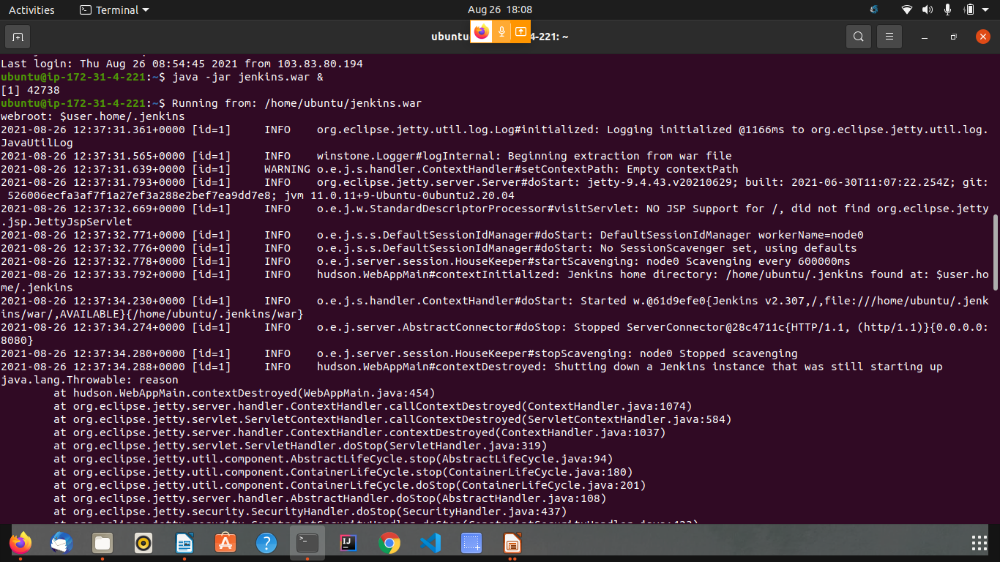 Activities Terminal Aug 26 18:08
ubuntu 4-221: ~
Last login: Thu Aug 26 08:54:45 2021 from 103.83.80.194
ubuntu@ip-172-31-4-221:~$ java -jar jenkins.war &
[1] 42738
ubuntu@ip-172-31-4-221:~$ Running from: /home/ubuntu/jenkins.war
webroot: $user.home/.jenkins
2021-08-26 12:37:31.361+0000 [id=1] INFO org.eclipse.jetty.util.log.Log#initialized: Logging initialized @1166ms to org.eclipse.jetty.util.log.
JavaUtilLog
2021-08-26 12:37:31.565+0000 [id=1] INFO winstone.Logger#logInternal: Beginning extraction from war file
2021-08-26 12:37:31.639+0000 [id=1] WARNING o.e.j.s.handler.ContextHandler#setContextPath: Empty contextPath
2021-08-26 12:37:31.793+0000 [id=1] INFO org.eclipse.jetty.server.Server#doStart: jetty-9.4.43.v20210629; built: 2021-06-30T11:07:22.254Z; git:
526006ecfa3af7f1a27ef3a288e2bef7ea9dd7e8; jvm 11.0.11+9-Ubuntu-0ubuntu2.20.04
2021-08-26 12:37:32.669+0000 [id=1] INFO o.e.j.w.StandardDescriptorProcessor#visitServlet: NO JSP Support for /, did not find org.eclipse.jetty
.jsp.JettyJspServlet
2021-08-26 12:37:32.771+0000 [id=1] INFO o.e.j.s.s.DefaultSessionIdManager#doStart: DefaultSessionIdManager workerName=node0
2021-08-26 12:37:32.776+0000 [id=1] INFO o.e.j.s.s.DefaultSessionIdManager#doStart: No SessionScavenger set, using defaults
2021-08-26 12:37:32.778+0000 [id=1] INFO o.e.j.server.session.HouseKeeper#startScavenging: node0 Scavenging every 600000ms
2021-08-26 12:37:33.792+0000 [id=1] INFO hudson.WebAppMain#contextInitialized: Jenkins home directory: /home/ubuntu/.jenkins found at: $user.ho
me/.jenkins
2021-08-26 12:37:34.230+0000 [id=1] INFO o.e.j.s.handler.ContextHandler#doStart: Started w.@61d9efe0{Jenkins v2.307,/,file:///home/ubuntu/.jenk
ins/war/,AVAILABLE}{/home/ubuntu/.jenkins/war}
2021-08-26 12:37:34.274+0000 [id=1] INFO o.e.j.server.AbstractConnector#doStop: Stopped ServerConnector@28c4711c{HTTP/1.1, (http/1.1)}{0.0.0.0:
8080}
2021-08-26 12:37:34.280+0000 [id=1] INFO o.e.j.server.session.HouseKeeper#stopScavenging: node0 Stopped scavenging
2021-08-26 12:37:34.288+0000 [id=1] INFO hudson.WebAppMain#contextDestroyed: Shutting down a Jenkins instance that was still starting up
java.lang.Throwable: reason
at hudson.WebAppMain.contextDestroyed(WebAppMain.java:454)
at org.eclipse.jetty.server.handler.ContextHandler.callContextDestroyed(ContextHandler.java:1074)
at org.eclipse.jetty.servlet.ServletContextHandler.callContextDestroyed(ServletContextHandler.java:584)
at org.eclipse.jetty.server.handler.ContextHandler.contextDestroyed(ContextHandler.java:1037)
at org.eclipse.jetty.servlet.ServletHandler.doStop(ServletHandler.java:319)
at org.eclipse.jetty.util.component.AbstractLifeCycle.stop(AbstractLifeCycle.java:94)
at org.eclipse.jetty.util.component.ContainerLifeCycle.stop(ContainerLifeCycle.java:180)
at org.eclipse.jetty.util.component.ContainerLifeCycle.doStop(ContainerLifeCycle.java:201)
at org.eclipse.jetty.server.handler.AbstractHandler.doStop(AbstractHandler.java:108)
at org.eclipse.jetty.security.SecurityHandler.doStop(SecurityHandler.java:437)